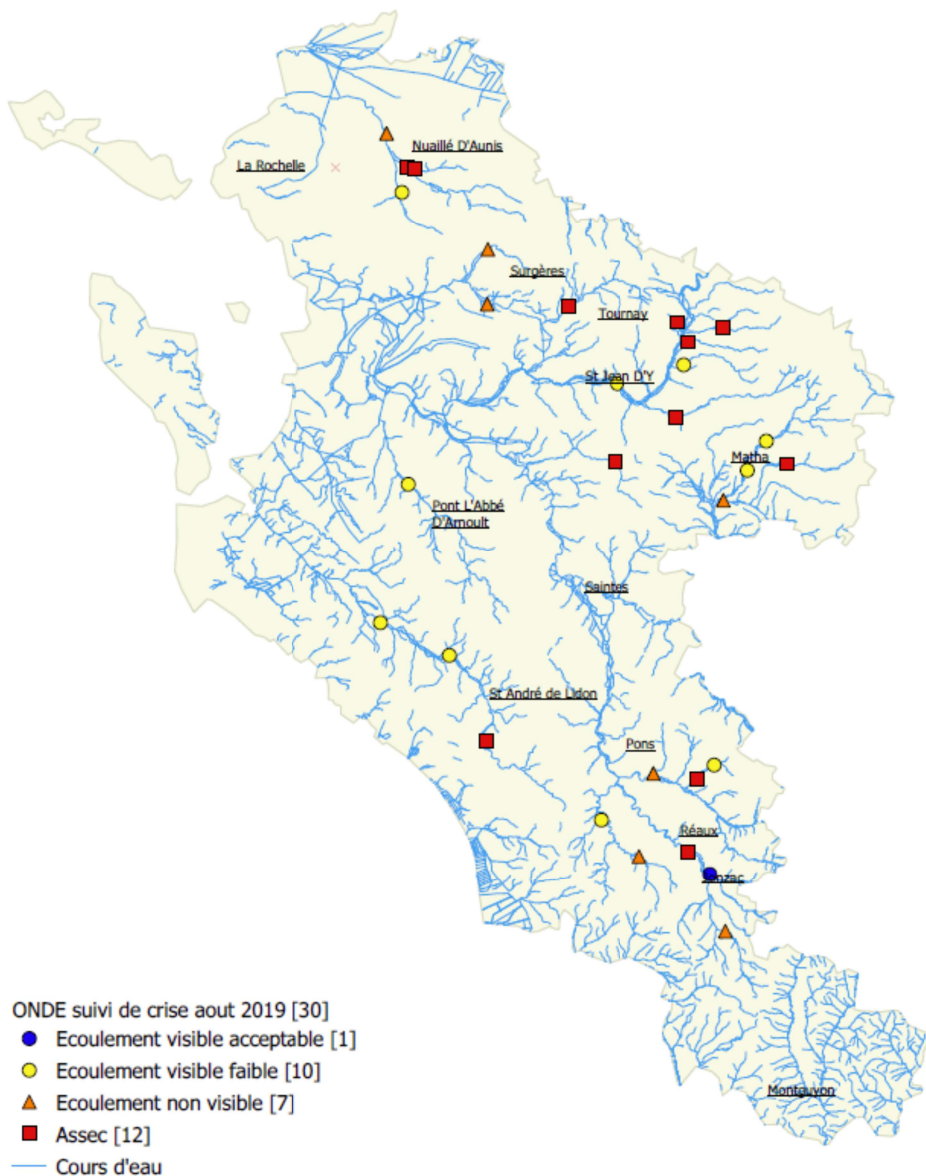 Nuaillé D'Aunis
La Rochelle
Surgères
Tournay
St Jean D'Y
Matha
Pont L'Abbé
D'Arnoult
Saintes
St André de Lidon
Pons
Réaux
Jonzac
Montguyon
ONDE suivi de crise aout 2019 [30]
Ecoulement visible acceptable [1]
Ecoulement visible faible [10]
Ecoulement non visible [7]
Assec [12]
Cours d'eau